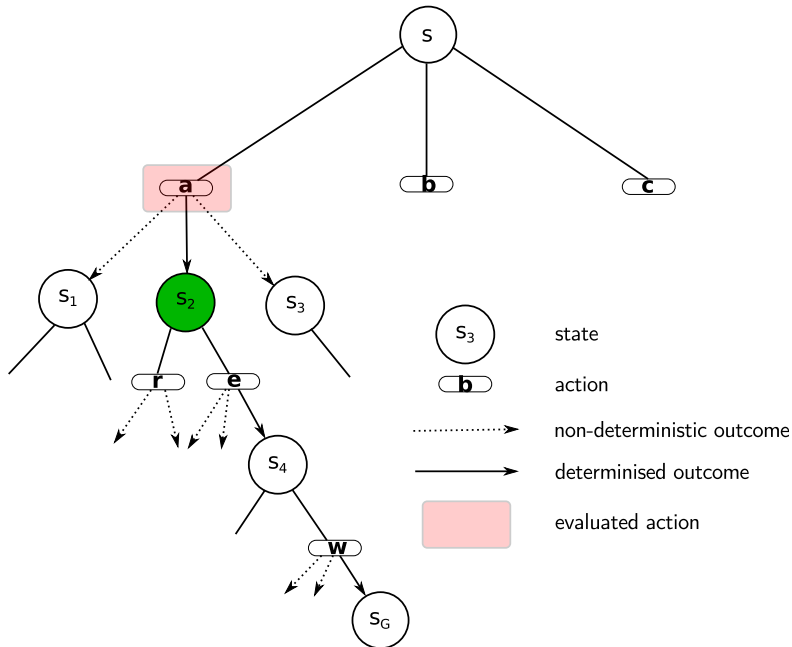 s
a
b
c
s1
s2
s3
r
e
s4
w
sG
s3
state
b
action
non-deterministic outcome
determinised outcome
evaluated action